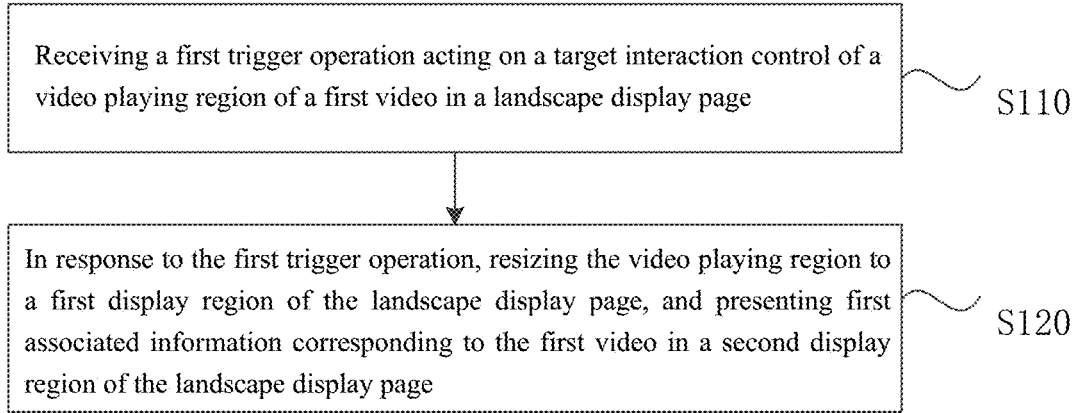 Receiving a first trigger operation acting on a target interaction control of a
video playing region of a first video in a landscape display page
S110
In response to the first trigger operation, resizing the video playing region to
a first display region of the landscape display page, and presenting first
associated information corresponding to the first video in a second display
region of the landscape display page
S120